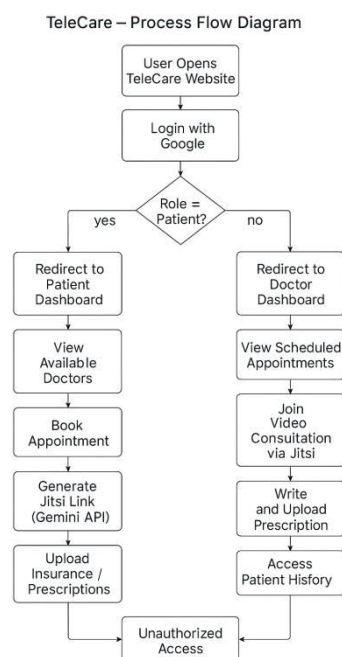 TeleCare – Process Flow Diagram
User Opens
TeleCare Website
Login with
Google
Role =
Patient?
yes
no
Redirect to
Patient
Dashboard
View
Available
Doctors
Book
Appointment
Generate
Jitsi Link
(Gemini API)
Upload
Insurance /
Prescriptions
Redirect to
Doctor
Dashboard
View Scheduled
Appointments
Join
Video
Consuitation
via Jitsi
Write
and Upload
Prescription
Access
Patient History
Unauthorized
Access